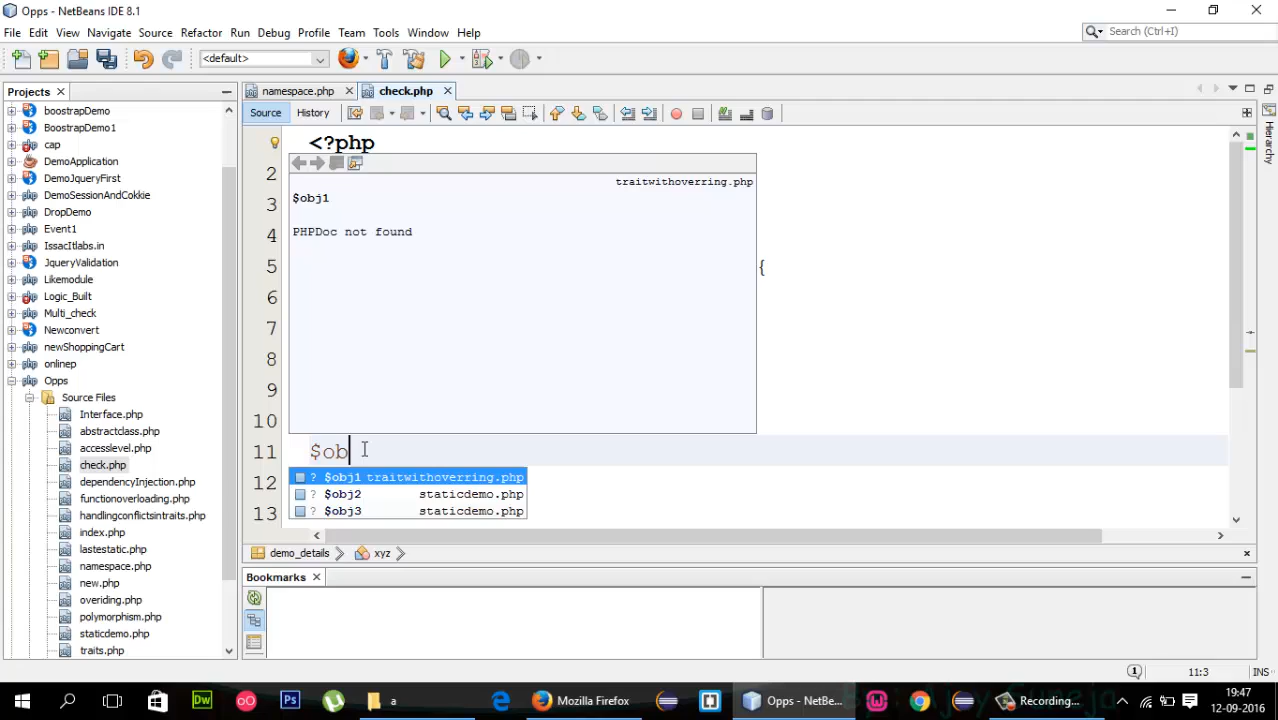 Opps - NetBeans IDE 8.1
File Edit View Navigate Source Refactor Run Debug Profile Team Tools Window Help
Search (Ctrl+I)
<default>
Projects
namespace.php
check.php
Source History
boostrapDemo
BoostrapDemo1
cap
DemoApplication
DemoJqueryFirst
DemoSessionAndCokkie
DropDemo
Event1
IssacItlabs.in
JqueryValidation
Likemodule
Logic_Built
Multi_check
Newconvert
newShoppingCart
onlinep
Opps
Source Files
Interface.php
abstractclass.php
accesslevel.php
check.php
dependencyInjection.php
functionoverloading.php
handlingconflictsintraits.php
index.php
lastestatic.php
namespace.php
new.php
overiding.php
polymorphism.php
staticdemo.php
traits.php
<?php
2
3
4
5 {
6
7
8
9
10
11 $ob
12
13
traitwithoverring.php
$obj1
PHPDoc not found
? $obj1 traitwithoverring.php
? $obj2 staticdemo.php
? $obj3 staticdemo.php
demo_details xyz
Bookmarks
Hierarchy
1 11:3 INS
a
Mozilla Firefox
Opps - NetBe...
Recording...
19:47
12-09-2016